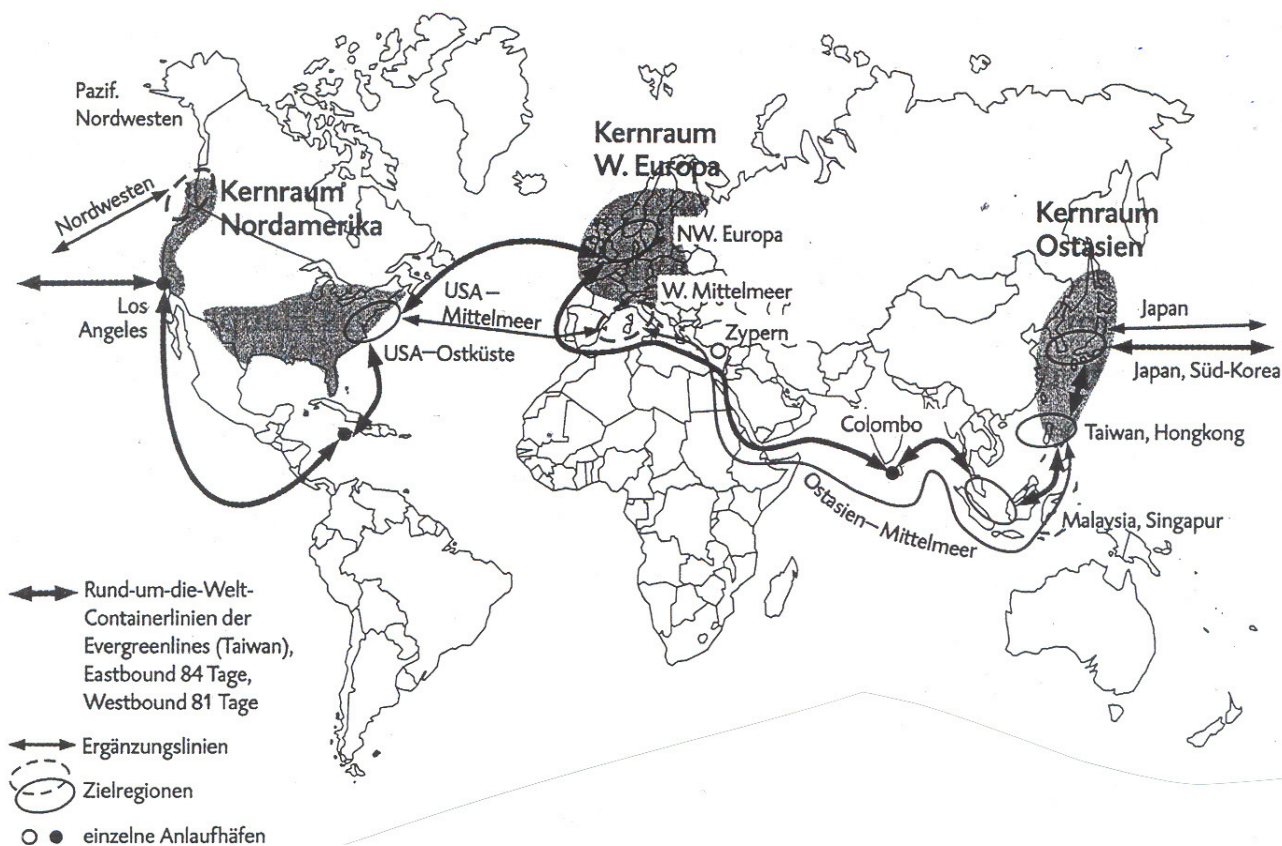 Pazif.
Nordwesten
Nordwesten
Kernraum
Nordamerika
Los
Angeles
USA–
Mittelmeer
USA–Ostküste
Kernraum
W. Europa
NW. Europa
W. Mittelmeer
Zypern
Colombo
Ostasien–Mittelmeer
Kernraum
Ostasien
Japan
Japan, Süd-Korea
Taiwan, Hongkong
Malaysia, Singapur
Rund-um-die-Welt-
Containerlinien der
Evergreenlines (Taiwan),
Eastbound 84 Tage,
Westbound 81 Tage
Ergänzungslinien
Zielregionen
einzelne Anlaufhäfen